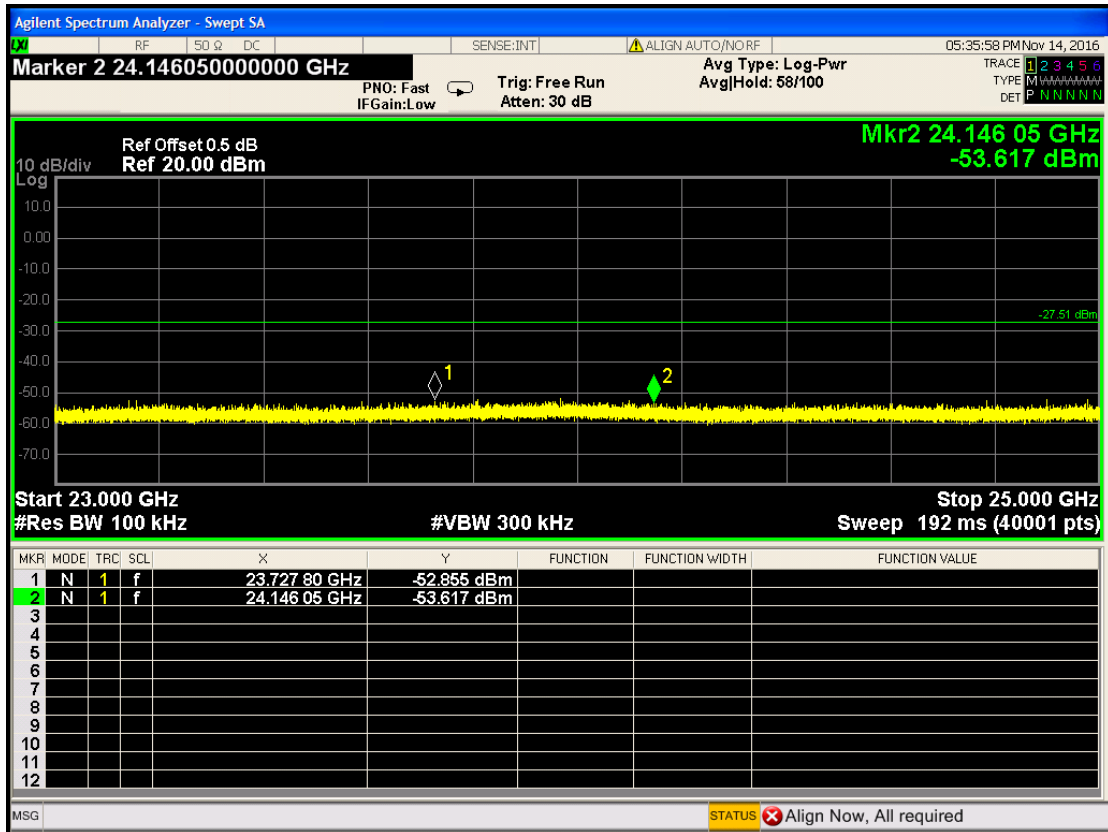 Agilent Spectrum Analyzer - Swept SA
LXI RF 50 Ω DC SENSE:INT ALIGN AUTO/NO RF 05:35:58 PM Nov 14, 2016
Marker 2 24.146050000000 GHz
PNO: Fast
IFGain:Low
Trig: Free Run
Atten: 30 dB
Avg Type: Log-Pwr
Avg|Hold: 58/100
TRACE 1 2 3 4 5 6
TYPE M
DET P N N N N N
Mkr2 24.146 05 GHz
-53.617 dBm
Ref Offset 0.5 dB
10 dB/div Ref 20.00 dBm
Log
10.0
0.00
-10.0
-20.0
-27.51 dBm
-30.0
-40.0
1
2
-50.0
-60.0
-70.0
Start 23.000 GHz Stop 25.000 GHz
#Res BW 100 kHz #VBW 300 kHz Sweep 192 ms (40001 pts)
MKR MODE TRC SCL X Y FUNCTION FUNCTION WIDTH FUNCTION VALUE
1 N 1 f 23.727 80 GHz -52.855 dBm
2 N 1 f 24.146 05 GHz -53.617 dBm
3
4
5
6
7
8
9
10
11
12
MSG STATUS Align Now, All required